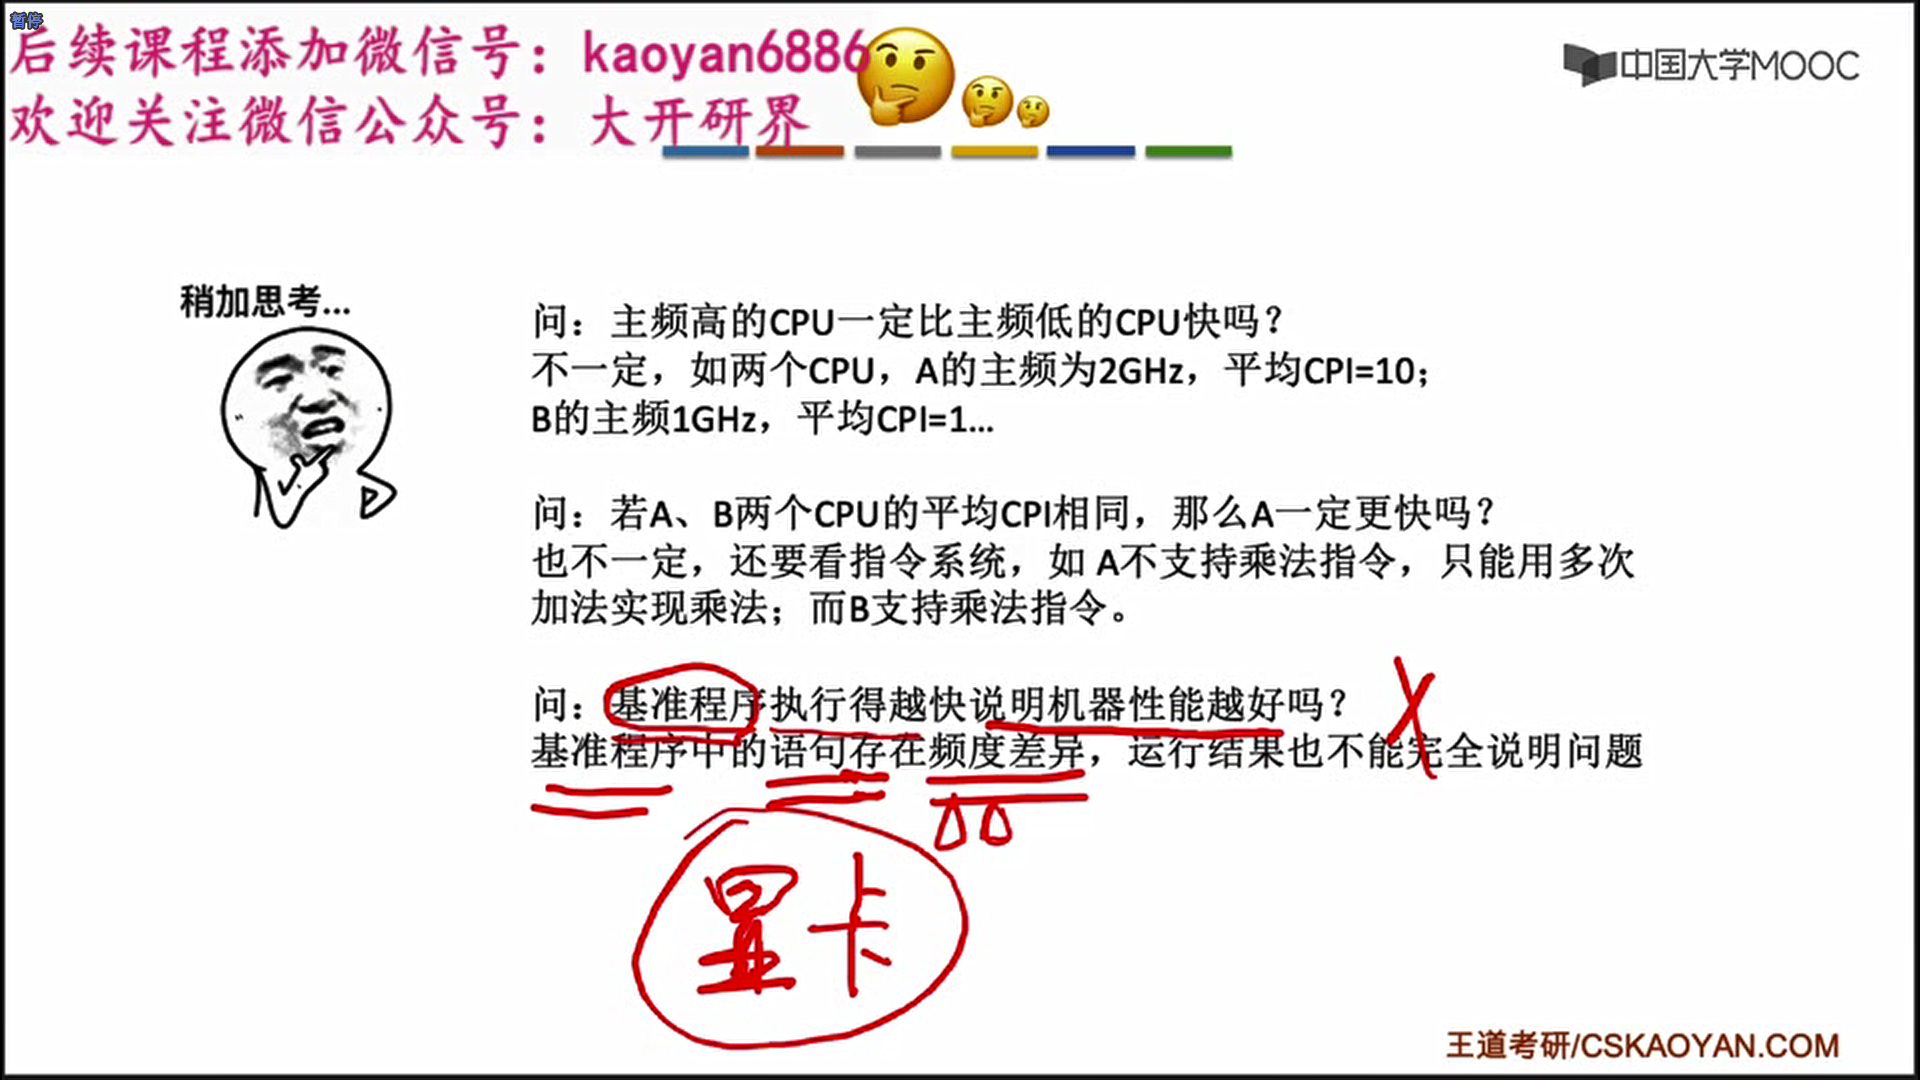 暂停
后续课程添加微信号：kaoyan6886
欢迎关注微信公众号：大开研界
中国大学MOOC
稍加思考...
问：主频高的CPU一定比主频低的CPU快吗？
不一定，如两个CPU，A的主频为2GHz，平均CPI=10；
B的主频1GHz，平均CPI=1...
问：若A、B两个CPU的平均CPI相同，那么A一定更快吗？
也不一定，还要看指令系统，如 A不支持乘法指令，只能用多次
加法实现乘法；而B支持乘法指令。
问：基准程序执行得越快说明机器性能越好吗？
基准程序中的语句存在频度差异，运行结果也不能完全说明问题
显卡
王道考研/CSKAOYAN.COM